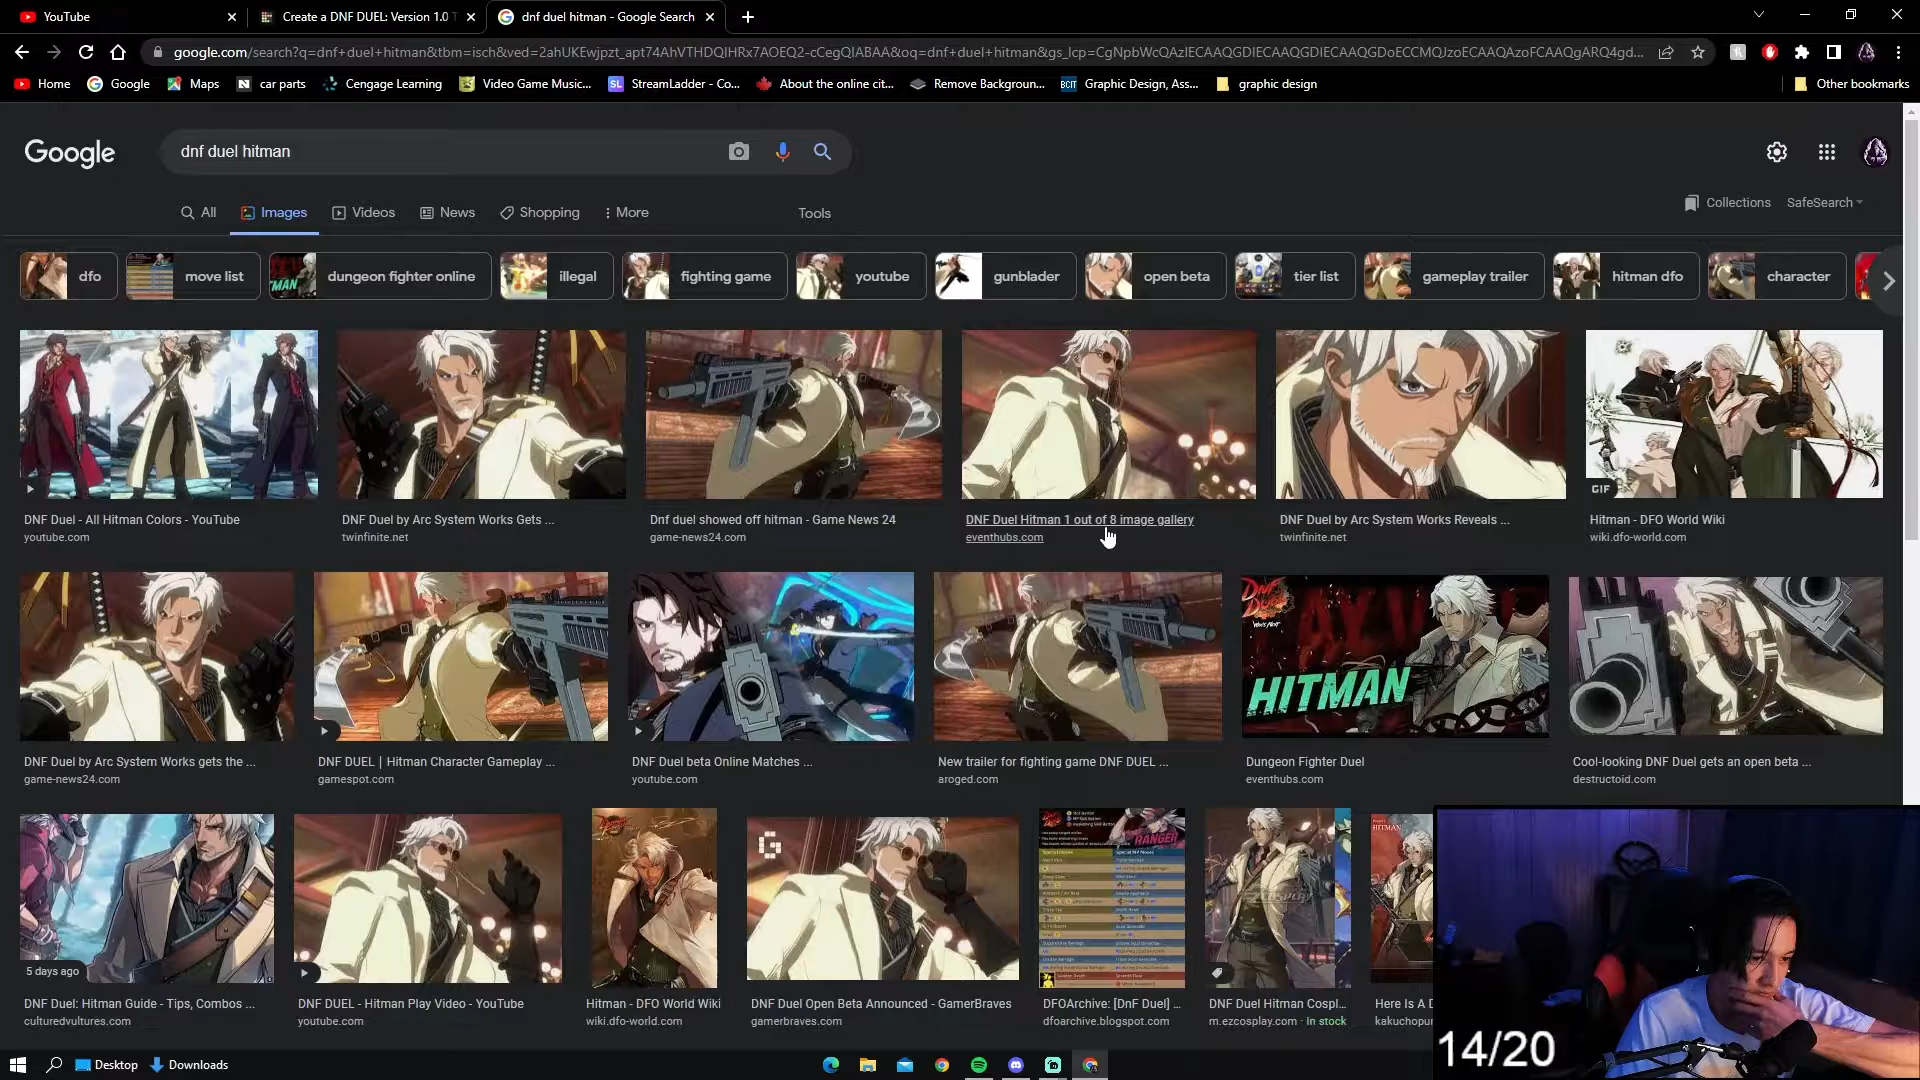 YouTube
Create a DNF DUEL: Version 1.0 T
dnf duel hitman - Google Search
google.com/search?q=dnf+duel+hitman&tbm=isch&ved=2ahUKEwjpzt_apt74AhVTHDQIHRx7AOEQ2-cCegQIABAA&oq=dnf+duel+hitman&gs_lcp=CgNpbWcQAzIECAAQGDIECAAQGDIECAAQGDoECCMQJzoECAAQAzoFCAAQgARQ4gd...
Home
Google
Maps
car parts
Cengage Learning
Video Game Music...
SL
StreamLadder - Co...
About the online cit...
Remove Backgroun...
BCIT
Graphic Design, Ass...
graphic design
Other bookmarks
Google
dnf duel hitman
All
Images
Videos
News
Shopping
More
Tools
Collections
SafeSearch
dfo
move list
dungeon fighter online
illegal
fighting game
youtube
gunblader
open beta
tier list
gameplay trailer
hitman dfo
character
GIF
DNF Duel - All Hitman Colors - YouTube
youtube.com
DNF Duel by Arc System Works Gets ...
twinfinite.net
Dnf duel showed off hitman - Game News 24
game-news24.com
DNF Duel Hitman 1 out of 8 image gallery
eventhubs.com
DNF Duel by Arc System Works Reveals ...
twinfinite.net
Hitman - DFO World Wiki
wiki.dfo-world.com
DNF DUEL
HITMAN
DNF Duel by Arc System Works gets the ...
game-news24.com
DNF DUEL | Hitman Character Gameplay ...
gamespot.com
DNF Duel beta Online Matches ...
youtube.com
New trailer for fighting game DNF DUEL ...
aroged.com
Dungeon Fighter Duel
eventhubs.com
Cool-looking DNF Duel gets an open beta ...
destructoid.com
RANGER
HITMAN
5 days ago
DNF Duel: Hitman Guide - Tips, Combos ...
culturedvultures.com
DNF DUEL - Hitman Play Video - YouTube
youtube.com
Hitman - DFO World Wiki
wiki.dfo-world.com
DNF Duel Open Beta Announced - GamerBraves
gamerbraves.com
DFOArchive: [DnF Duel] ...
dfoarchive.blogspot.com
DNF Duel Hitman Cospl...
m.ezcosplay.com · In stock
Here Is A D
kakuchopur
14/20
Desktop
Downloads